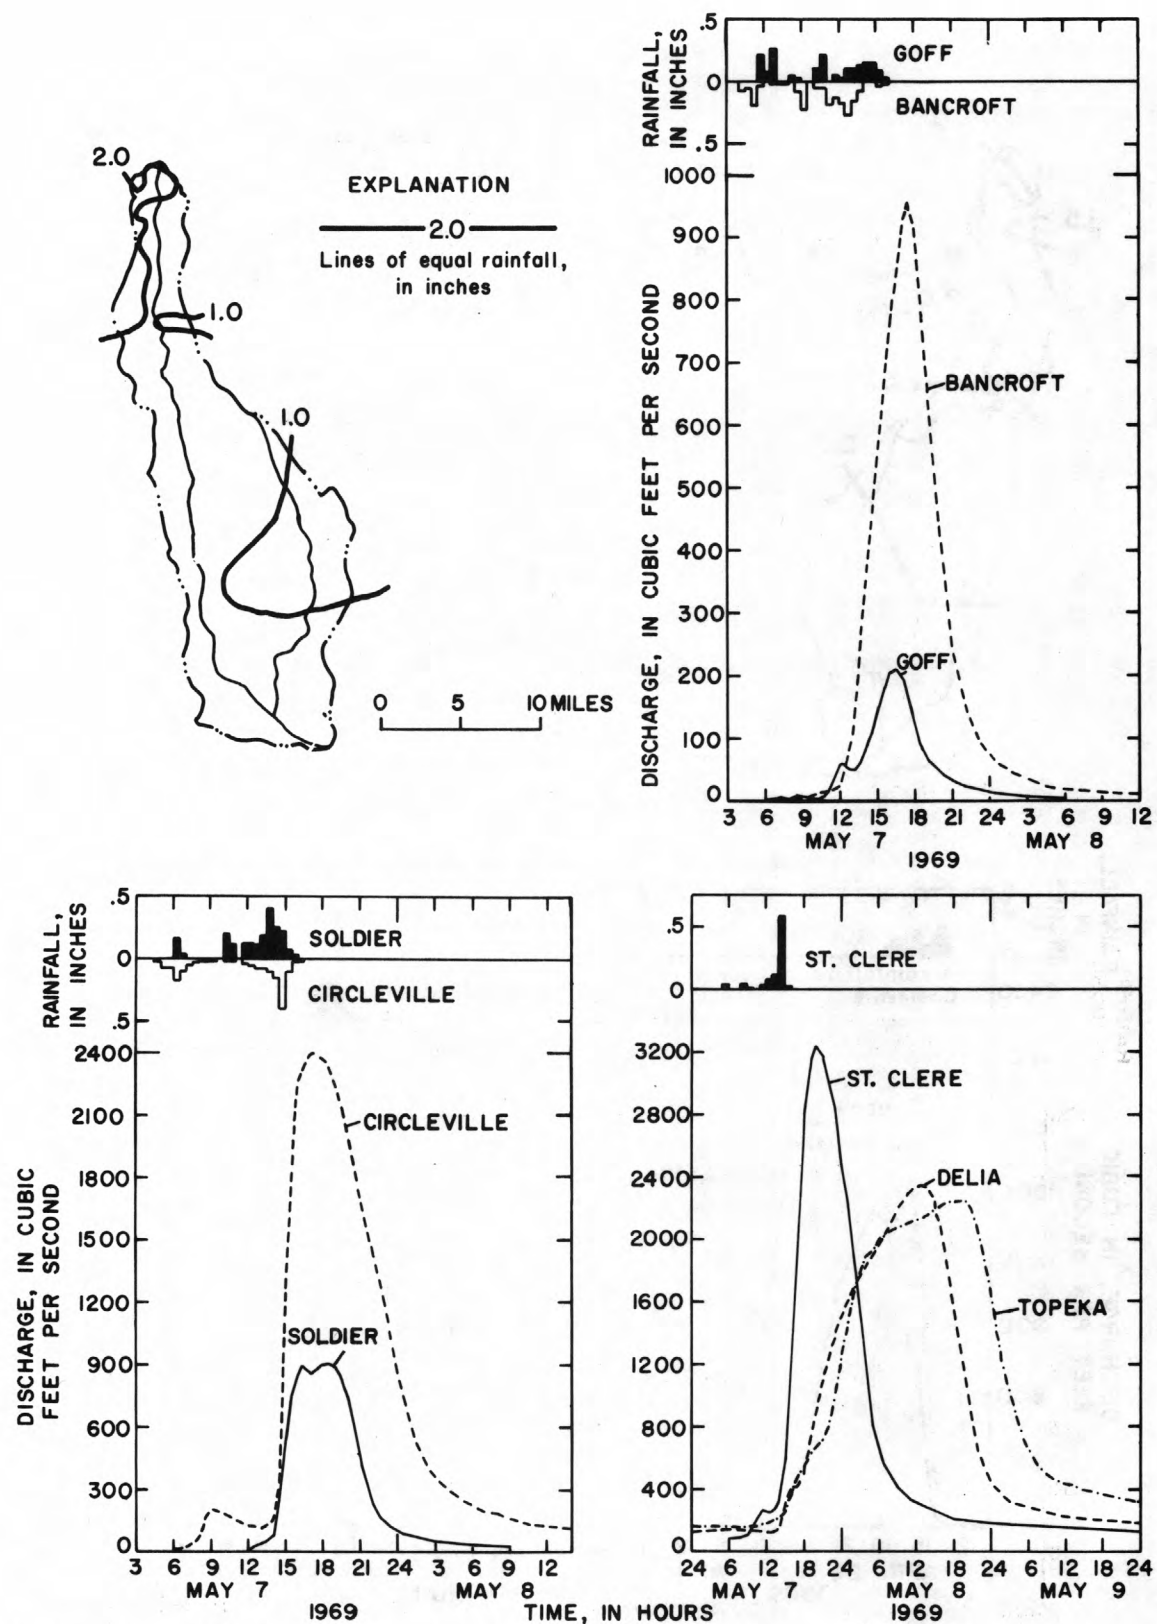 2.0
EXPLANATION
2.0
Lines of equal rainfall,
in inches
1.0
1.0
0 5 10 MILES
RAINFALL,
IN INCHES
.5
0
.5
GOFF
BANCROFT
DISCHARGE, IN CUBIC FEET PER SECOND
1000
900
800
700
600
500
400
300
200
100
0
BANCROFT
GOFF
3 6 9 12 15 18 21 24 3 6 9 12
MAY 7 MAY 8
1969
RAINFALL,
IN INCHES
.5
0
.5
SOLDIER
CIRCLEVILLE
DISCHARGE, IN CUBIC
FEET PER SECOND
2400
2100
1800
1500
1200
900
600
300
0
CIRCLEVILLE
SOLDIER
3 6 9 12 15 18 21 24 3 6 9 12
MAY 7 MAY 8
1969
.5
0
ST. CLERE
3200
2800
2400
2000
1600
1200
800
400
0
ST. CLERE
DELIA
TOPEKA
24 6 12 18 24 6 12 18 24 6 12 18 24
MAY 7 MAY 8 MAY 9
1969
TIME, IN HOURS